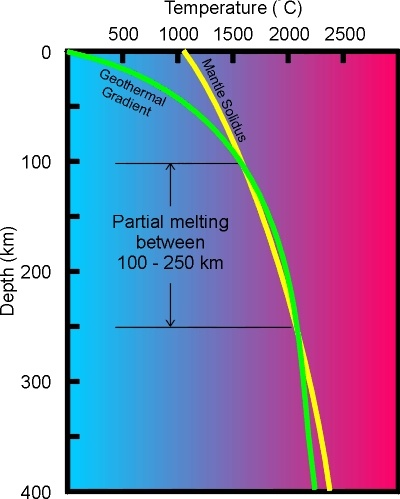 Temperature (˙C)
500 1000 1500 2000 2500
0
Geothermal
Gradient
Mantle Solidus
100
Partial melting
between
100 - 250 km
200
300
400
Depth (km)